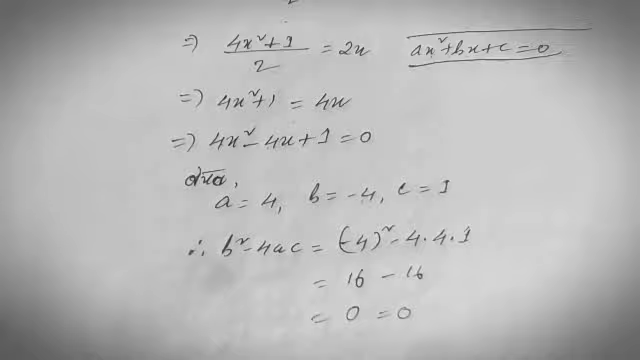 => 4x²+1 / 2 = 2x    ax²+bx+c=0
=> 4x²+1 = 4x
=> 4x²-4x+1=0
a=4, b=-4, c=1
∴ b²-4ac = (-4)²-4.4.1
= 16 - 16
= 0 = 0